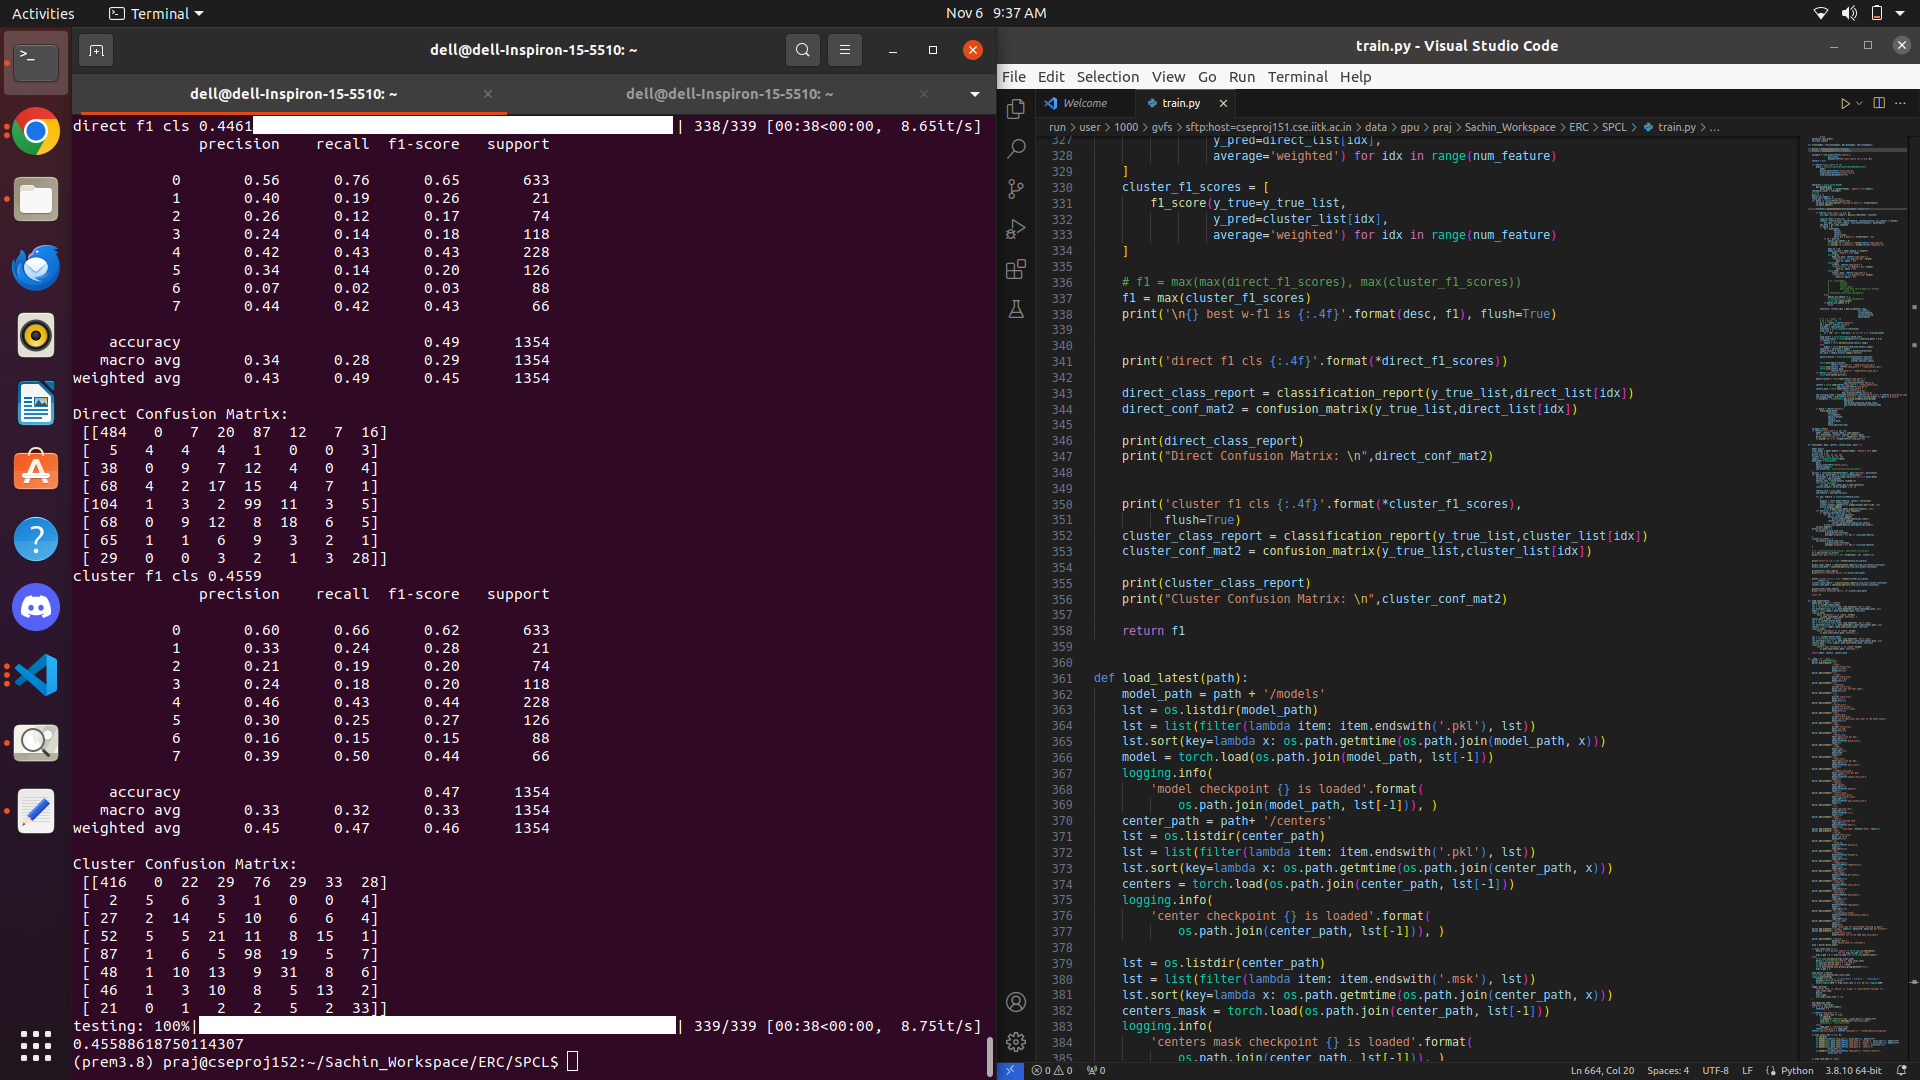 Activities
Terminal
Nov 6 9:37 AM
dell@dell-Inspiron-15-5510: ~
dell@dell-Inspiron-15-5510: ~
dell@dell-Inspiron-15-5510: ~
direct f1 cls 0.4461 | 338/339 [00:38<00:00, 8.65it/s]
precision recall f1-score support
0 0.56 0.76 0.65 633
1 0.40 0.19 0.26 21
2 0.26 0.12 0.17 74
3 0.24 0.14 0.18 118
4 0.42 0.43 0.43 228
5 0.34 0.14 0.20 126
6 0.07 0.02 0.03 88
7 0.44 0.42 0.43 66
accuracy 0.49 1354
macro avg 0.34 0.28 0.29 1354
weighted avg 0.43 0.49 0.45 1354
Direct Confusion Matrix:
[[484 0 7 20 87 12 7 16]
[ 5 4 4 4 1 0 0 3]
[ 38 0 9 7 12 4 0 4]
[ 68 4 2 17 15 4 7 1]
[104 1 3 2 99 11 3 5]
[ 68 0 9 12 8 18 6 5]
[ 65 1 1 6 9 3 2 1]
[ 29 0 0 3 2 1 3 28]]
cluster f1 cls 0.4559
precision recall f1-score support
0 0.60 0.66 0.62 633
1 0.33 0.24 0.28 21
2 0.21 0.19 0.20 74
3 0.24 0.18 0.20 118
4 0.46 0.43 0.44 228
5 0.30 0.25 0.27 126
6 0.16 0.15 0.15 88
7 0.39 0.50 0.44 66
accuracy 0.47 1354
macro avg 0.33 0.32 0.33 1354
weighted avg 0.45 0.47 0.46 1354
Cluster Confusion Matrix:
[[416 0 22 29 76 29 33 28]
[ 2 5 6 3 1 0 0 4]
[ 27 2 14 5 10 6 6 4]
[ 52 5 5 21 11 8 15 1]
[ 87 1 6 5 98 19 5 7]
[ 48 1 10 13 9 31 8 6]
[ 46 1 3 10 8 5 13 2]
[ 21 0 1 2 2 5 2 33]]
testing: 100%| | 339/339 [00:38<00:00, 8.75it/s]
0.45588618750114307
(prem3.8) praj@cseproj152:~/Sachin_Workspace/ERC/SPCL$
train.py - Visual Studio Code
File Edit Selection View Go Run Terminal Help
Welcome
train.py
run > user > 1000 > gvfs > sftp:host=cseproj151.cse.iitk.ac.in > data > gpu > praj > Sachin_Workspace > ERC > SPCL > train.py > ...
327 y_pred=direct_list[idx],
328 average='weighted') for idx in range(num_feature)
329 ]
330 cluster_f1_scores = [
331 f1_score(y_true=y_true_list,
332 y_pred=cluster_list[idx],
333 average='weighted') for idx in range(num_feature)
334 ]
335
336 # f1 = max(max(direct_f1_scores), max(cluster_f1_scores))
337 f1 = max(cluster_f1_scores)
338 print('\n{} best w-f1 is {:.4f}'.format(desc, f1), flush=True)
339
340
341 print('direct f1 cls {:.4f}'.format(*direct_f1_scores))
342
343 direct_class_report = classification_report(y_true_list,direct_list[idx])
344 direct_conf_mat2 = confusion_matrix(y_true_list,direct_list[idx])
345
346 print(direct_class_report)
347 print("Direct Confusion Matrix: \n",direct_conf_mat2)
348
349
350 print('cluster f1 cls {:.4f}'.format(*cluster_f1_scores),
351 flush=True)
352 cluster_class_report = classification_report(y_true_list,cluster_list[idx])
353 cluster_conf_mat2 = confusion_matrix(y_true_list,cluster_list[idx])
354
355 print(cluster_class_report)
356 print("Cluster Confusion Matrix: \n",cluster_conf_mat2)
357
358 return f1
359
360
361 def load_latest(path):
362 model_path = path + '/models'
363 lst = os.listdir(model_path)
364 lst = list(filter(lambda item: item.endswith('.pkl'), lst))
365 lst.sort(key=lambda x: os.path.getmtime(os.path.join(model_path, x)))
366 model = torch.load(os.path.join(model_path, lst[-1]))
367 logging.info(
368 'model checkpoint {} is loaded'.format(
369 os.path.join(model_path, lst[-1])), )
370 center_path = path+ '/centers'
371 lst = os.listdir(center_path)
372 lst = list(filter(lambda item: item.endswith('.pkl'), lst))
373 lst.sort(key=lambda x: os.path.getmtime(os.path.join(center_path, x)))
374 centers = torch.load(os.path.join(center_path, lst[-1]))
375 logging.info(
376 'center checkpoint {} is loaded'.format(
377 os.path.join(center_path, lst[-1])), )
378
379 lst = os.listdir(center_path)
380 lst = list(filter(lambda item: item.endswith('.msk'), lst))
381 lst.sort(key=lambda x: os.path.getmtime(os.path.join(center_path, x)))
382 centers_mask = torch.load(os.path.join(center_path, lst[-1]))
383 logging.info(
384 'centers mask checkpoint {} is loaded'.format(
385 os.path.join(center_path, lst[-1])), )
0 0 0
Ln 664, Col 20 Spaces: 4 UTF-8 LF Python 3.8.10 64-bit